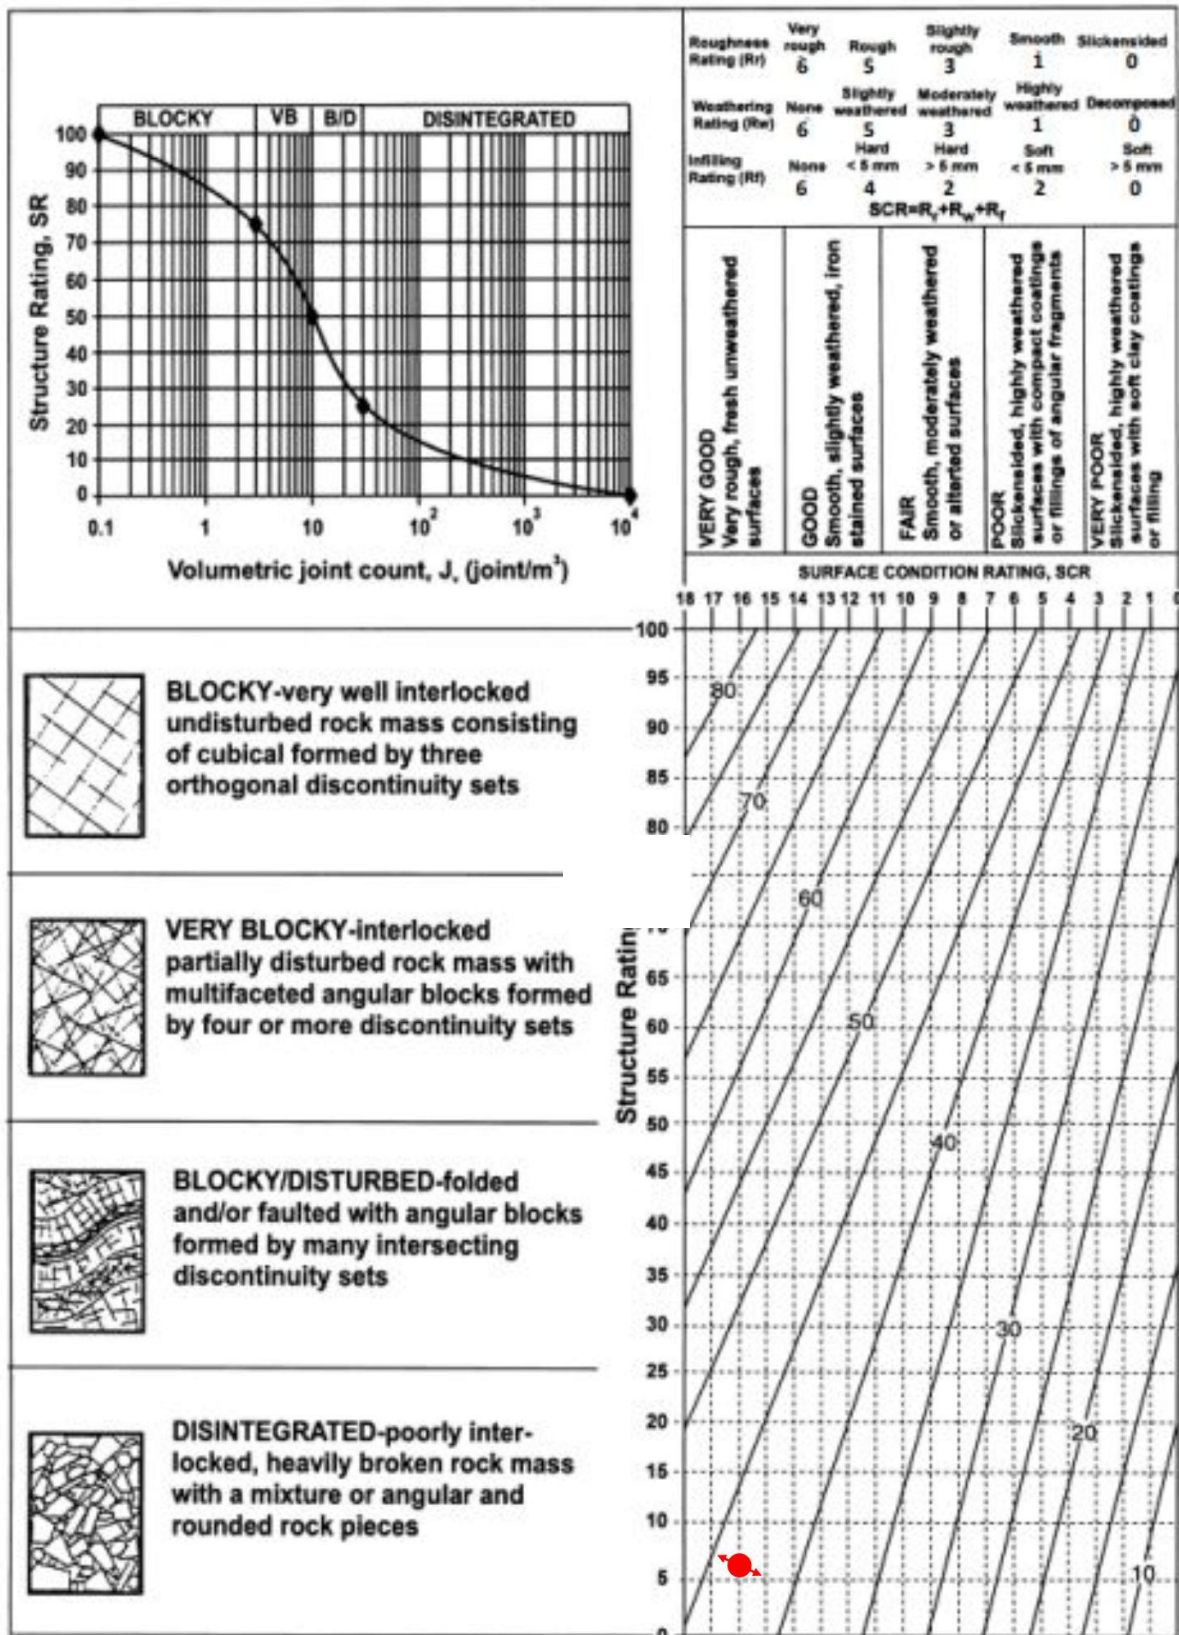 Roughness Rating (Rr)
Very rough
6
Rough
5
Slightly rough
3
Smooth
1
Slickensided
0
Weathering Rating (Rw)
None
6
Slightly weathered
5
Moderately weathered
3
Highly weathered
1
Decomposed
0
Infilling Rating (Rf)
None
6
Hard < 5 mm
4
Hard > 5 mm
2
Soft < 5 mm
2
Soft > 5 mm
0
SCR=Rr+Rw+Rf
BLOCKY VB B/D DISINTEGRATED
Structure Rating, SR
100
90
80
70
60
50
40
30
20
10
0
0.1 1 10 10² 10³ 10⁴
Volumetric joint count, Jv (joint/m³)
VERY GOOD
Very rough, fresh unweathered
surfaces
GOOD
Smooth, slightly weathered, iron
stained surfaces
FAIR
Smooth, moderately weathered
or alterted surfaces
POOR
Slickensided, highly weathered
surfaces with compact coatings
or fillings of angular fragments
VERY POOR
Slickensided, highly weathered
surfaces with soft clay coatings
or filling
SURFACE CONDITION RATING, SCR
18 17 16 15 14 13 12 11 10 9 8 7 6 5 4 3 2 1 0
BLOCKY-very well interlocked
undisturbed rock mass consisting
of cubical formed by three
orthogonal discontinuity sets
VERY BLOCKY-interlocked
partially disturbed rock mass with
multifaceted angular blocks formed
by four or more discontinuity sets
BLOCKY/DISTURBED-folded
and/or faulted with angular blocks
formed by many intersecting
discontinuity sets
DISINTEGRATED-poorly inter-
locked, heavily broken rock mass
with a mixture or angular and
rounded rock pieces
Structure Rating
100
95
90
85
80
65
60
55
50
45
40
35
30
25
20
15
10
5
0
80
70
60
50
40
30
20
10